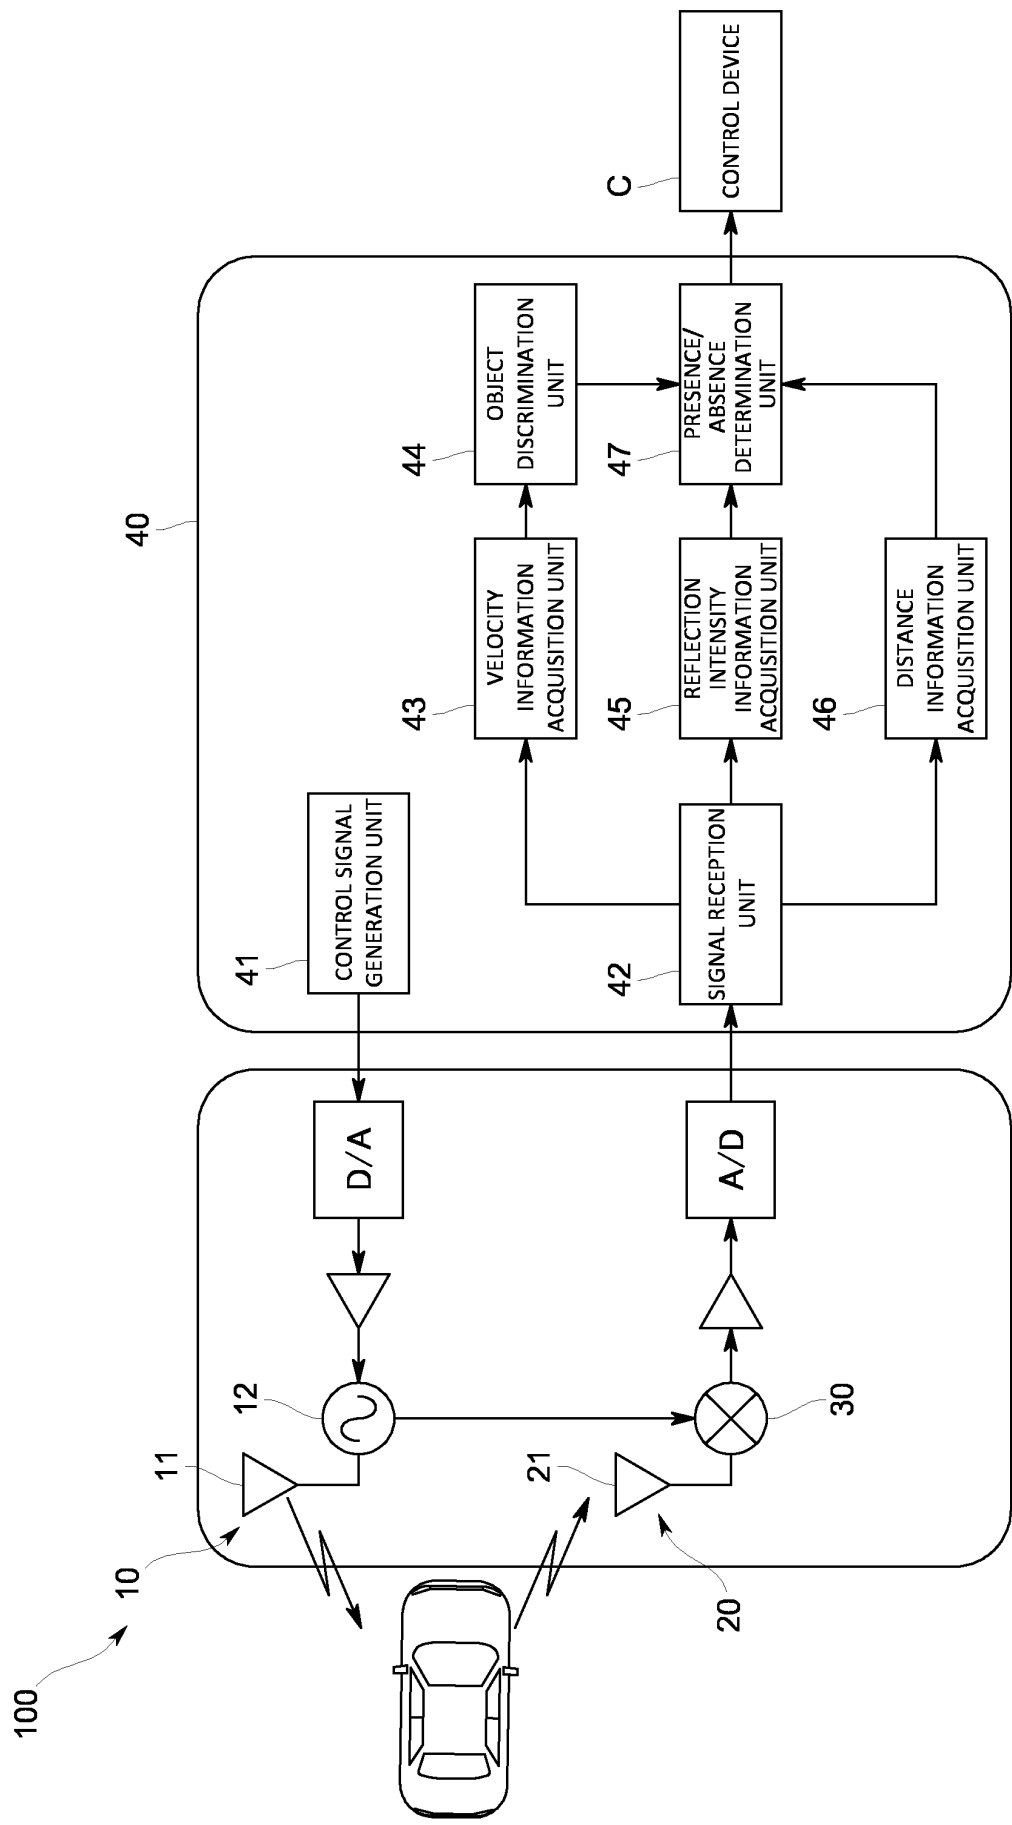 100
10
11
12
D/A
41
CONTROL SIGNAL
GENERATION UNIT
40
20
21
30
A/D
42
SIGNAL RECEPTION
UNIT
43
VELOCITY
INFORMATION
ACQUISITION UNIT
44
OBJECT
DISCRIMINATION
UNIT
45
REFLECTION
INTENSITY
INFORMATION
ACQUISITION UNIT
47
PRESENCE/
ABSENCE
DETERMINATION
UNIT
46
DISTANCE
INFORMATION
ACQUISITION UNIT
C
CONTROL DEVICE